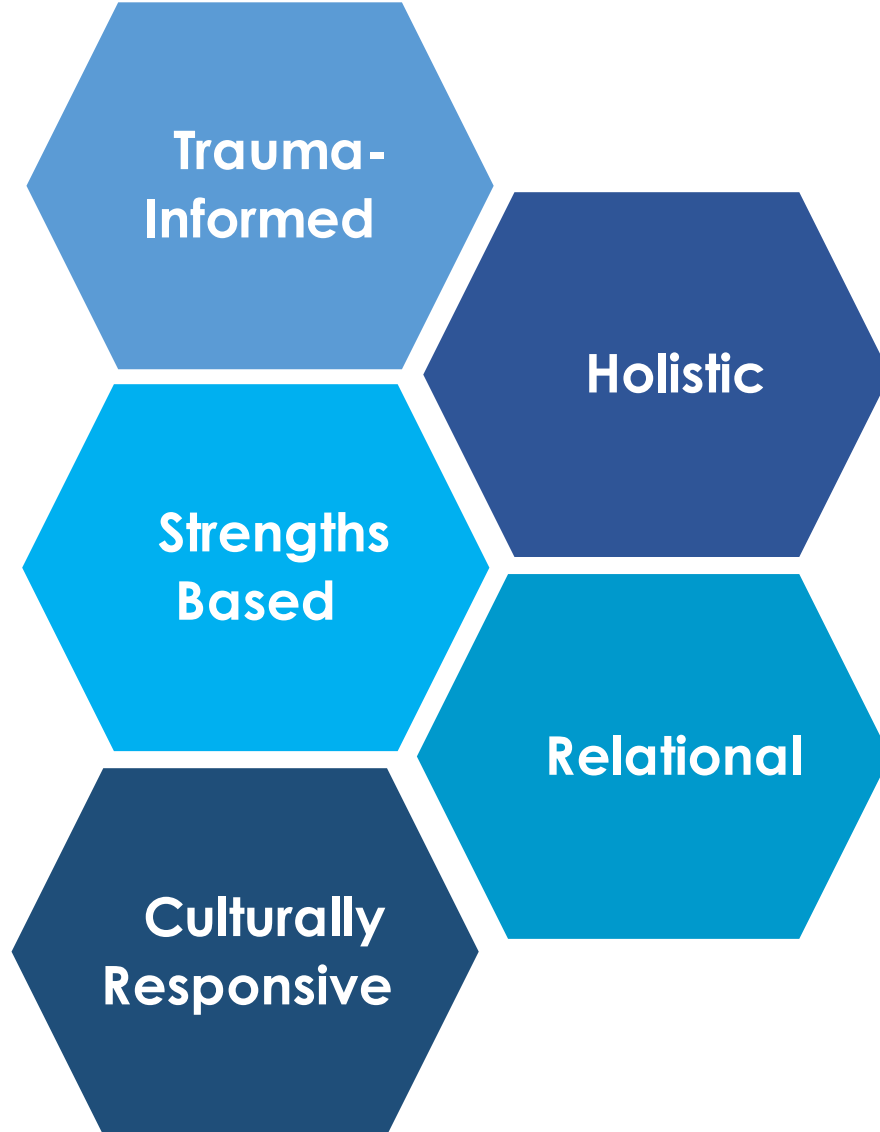 Trauma-
Informed
Holistic
Strengths
Based
Relational
Culturally
Responsive